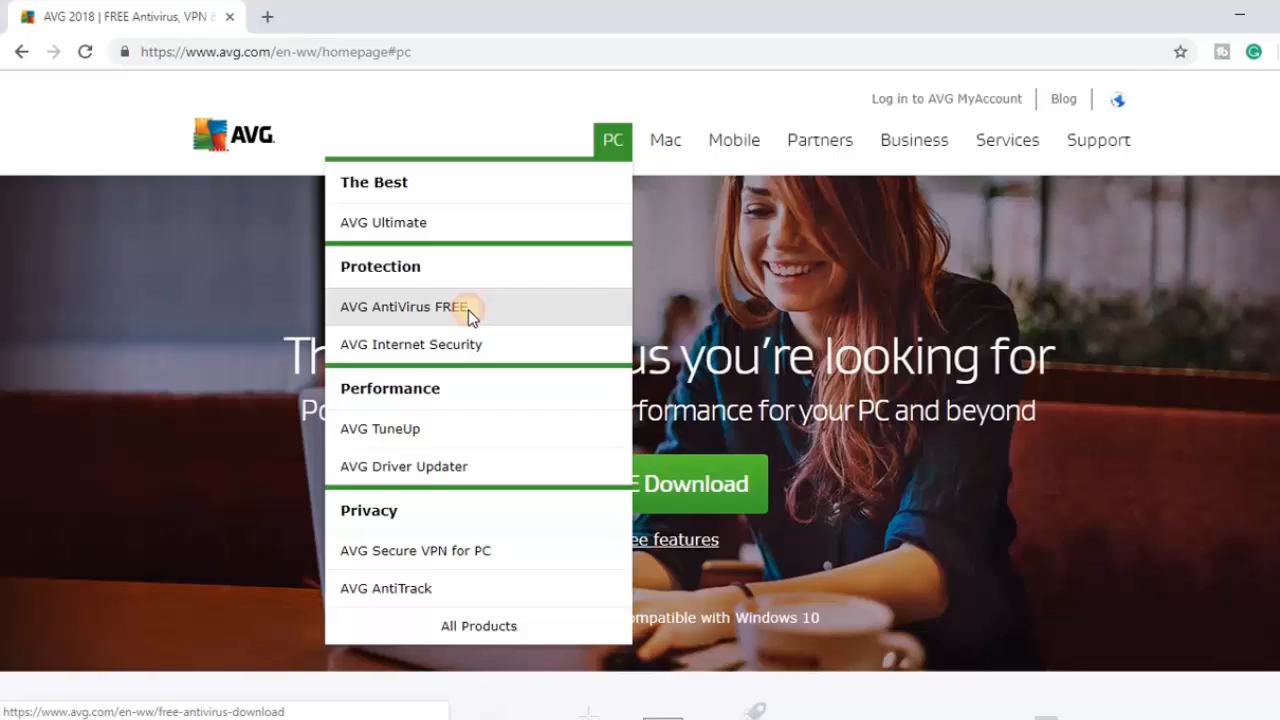 AVG 2018 | FREE Antivirus, VPN &
https://www.avg.com/en-ww/homepage#pc
Log in to AVG MyAccount
Blog
AVG.
PC
Mac
Mobile
Partners
Business
Services
Support
The Best
AVG Ultimate
Protection
AVG AntiVirus FREE
AVG Internet Security
Performance
AVG TuneUp
AVG Driver Updater
Privacy
AVG Secure VPN for PC
AVG AntiTrack
All Products
Th us you're looking for
Po rformance for your PC and beyond
E Download
ee features
ompatible with Windows 10
https://www.avg.com/en-ww/free-antivirus-download